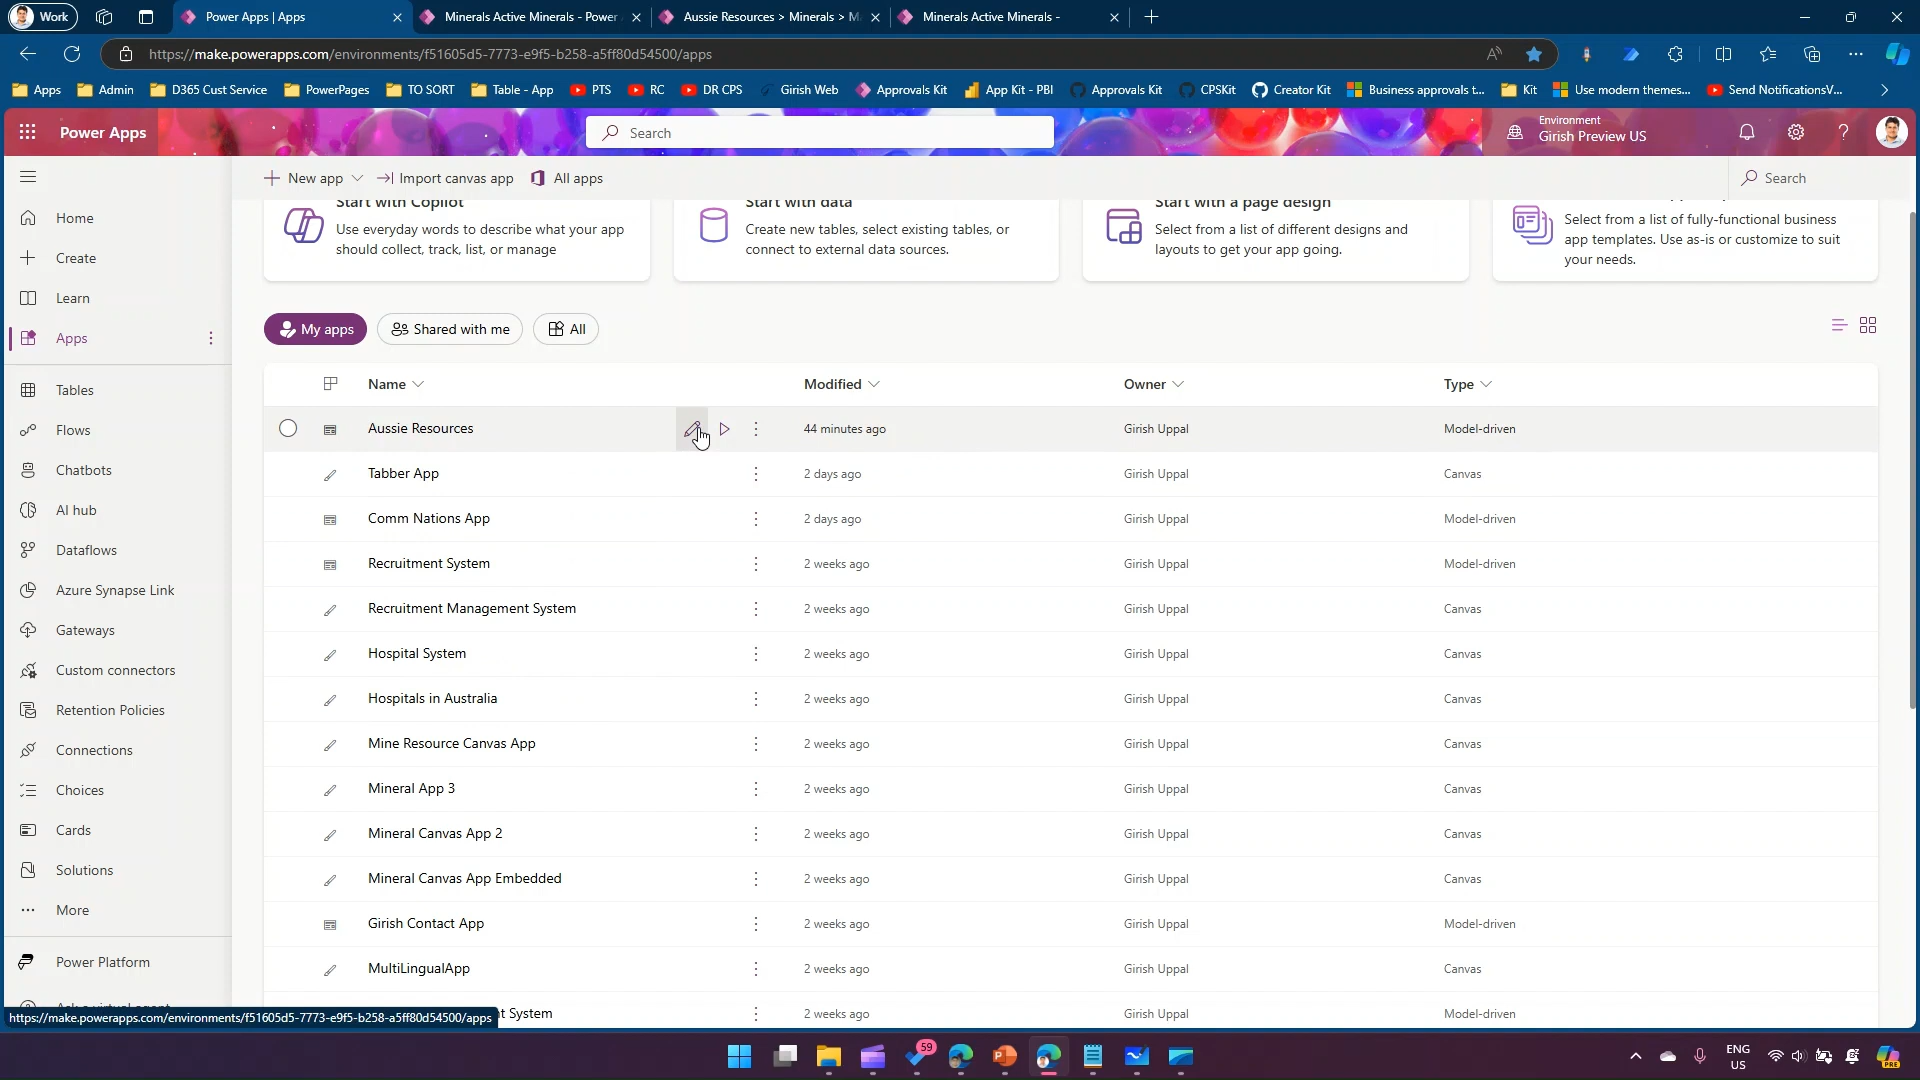 Work
Power Apps | Apps
Minerals Active Minerals - Power
Aussie Resources > Minerals > M
Minerals Active Minerals -
https://make.powerapps.com/environments/f51605d5-7773-e9f5-b258-a5ff80d54500/apps
Apps
Admin
D365 Cust Service
PowerPages
TO SORT
Table - App
PTS
RC
DR CPS
Girish Web
Approvals Kit
App Kit - PBI
Approvals Kit
CPSKit
Creator Kit
Business approvals t...
Kit
Use modern themes...
Send NotificationsV...
Power Apps
Search
Environment
Girish Preview US
New app
Import canvas app
All apps
Search
Start with Copilot
Use everyday words to describe what your app
should collect, track, list, or manage
Start with data
Create new tables, select existing tables, or
connect to external data sources.
Start with a page design
Select from a list of different designs and
layouts to get your app going.
Select from a list of fully-functional business
app templates. Use as-is or customize to suit
your needs.
Home
Create
Learn
Apps
Tables
Flows
Chatbots
AI hub
Dataflows
Azure Synapse Link
Gateways
Custom connectors
Retention Policies
Connections
Choices
Cards
Solutions
More
Power Platform
My apps
Shared with me
All
Name Modified Owner Type
Aussie Resources 44 minutes ago Girish Uppal Model-driven
Tabber App 2 days ago Girish Uppal Canvas
Comm Nations App 2 days ago Girish Uppal Model-driven
Recruitment System 2 weeks ago Girish Uppal Model-driven
Recruitment Management System 2 weeks ago Girish Uppal Canvas
Hospital System 2 weeks ago Girish Uppal Canvas
Hospitals in Australia 2 weeks ago Girish Uppal Canvas
Mine Resource Canvas App 2 weeks ago Girish Uppal Canvas
Mineral App 3 2 weeks ago Girish Uppal Canvas
Mineral Canvas App 2 2 weeks ago Girish Uppal Canvas
Mineral Canvas App Embedded 2 weeks ago Girish Uppal Canvas
Girish Contact App 2 weeks ago Girish Uppal Model-driven
MultiLingualApp 2 weeks ago Girish Uppal Canvas
t System 2 weeks ago Girish Uppal Model-driven
https://make.powerapps.com/environments/f51605d5-7773-e9f5-b258-a5ff80d54500/apps
59
ENG
US
PRE